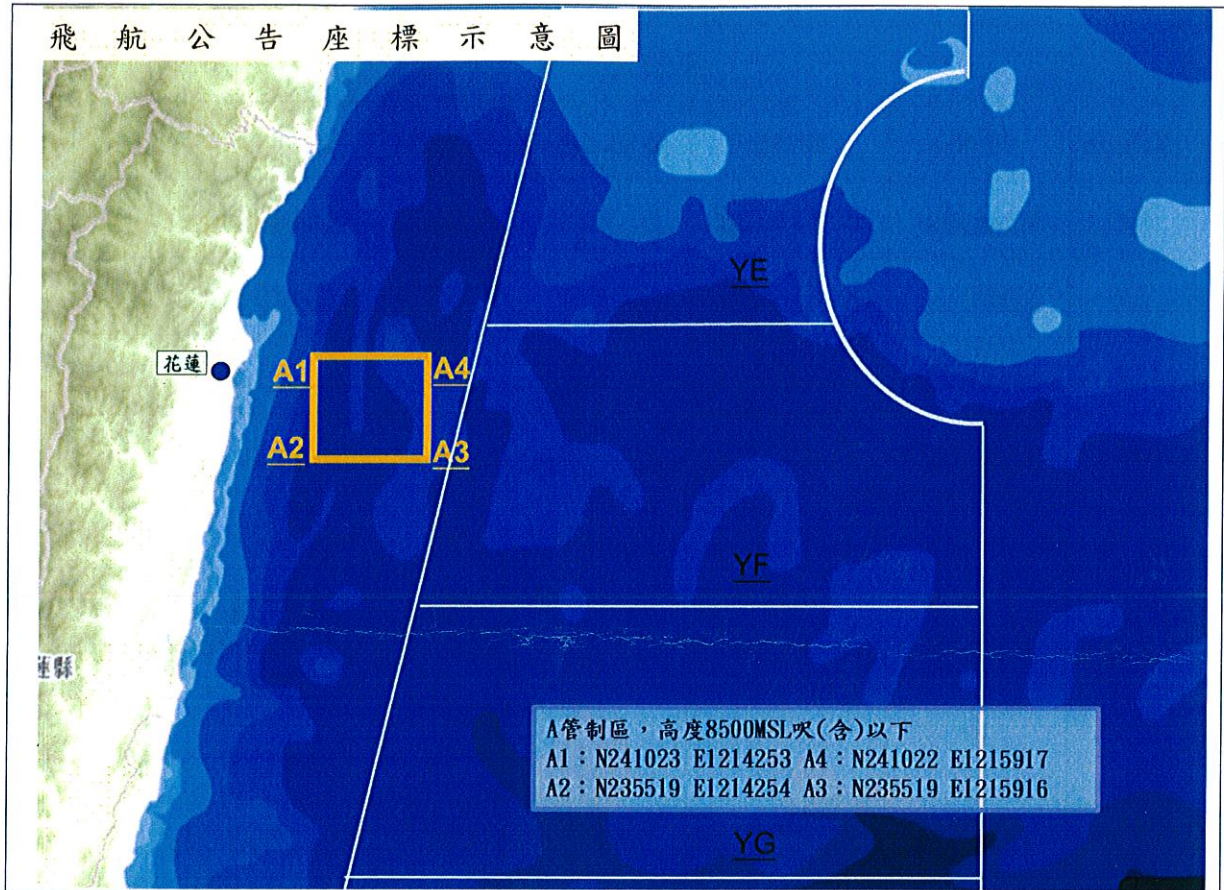 飛航公告座標示意圖
YE
花蓮
A1
A4
A2
A3
YF
蓮縣
A管制區，高度8500MSL呎(含)以下
A1：N241023 E1214253 A4：N241022 E1215917
A2：N235519 E1214254 A3：N235519 E1215916
YG